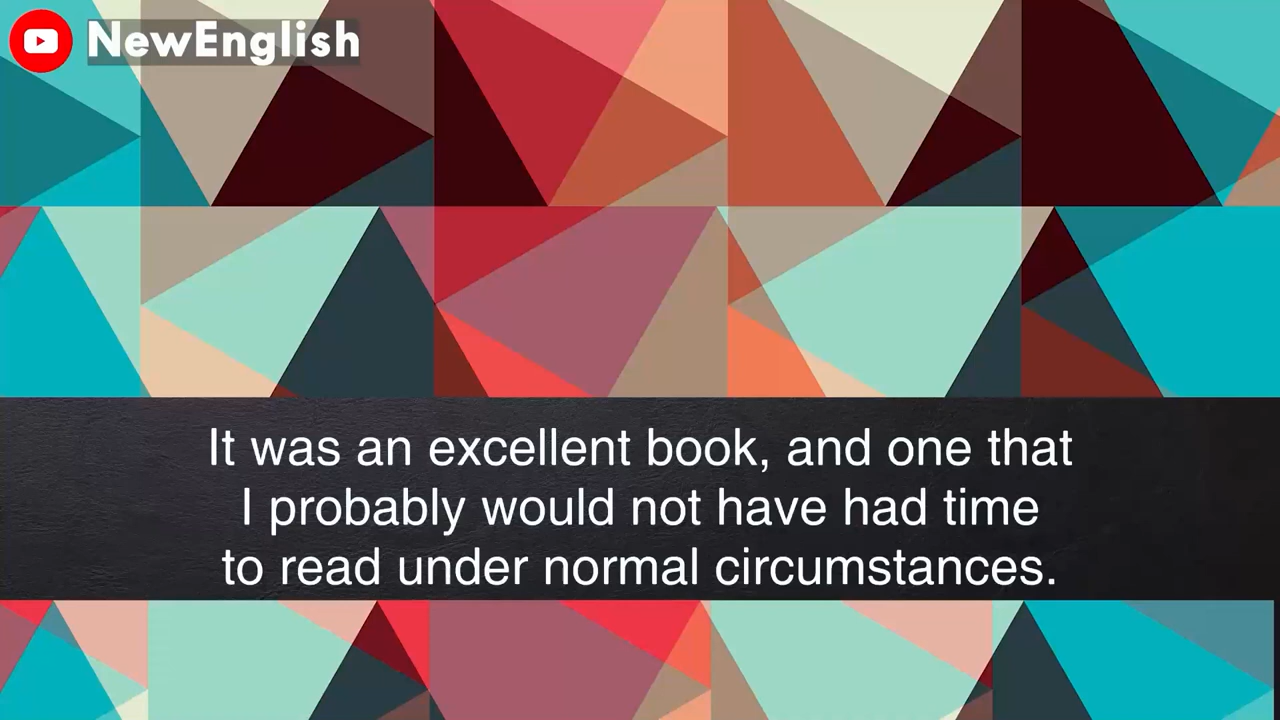 NewEnglish
It was an excellent book, and one that
I probably would not have had time
to read under normal circumstances.